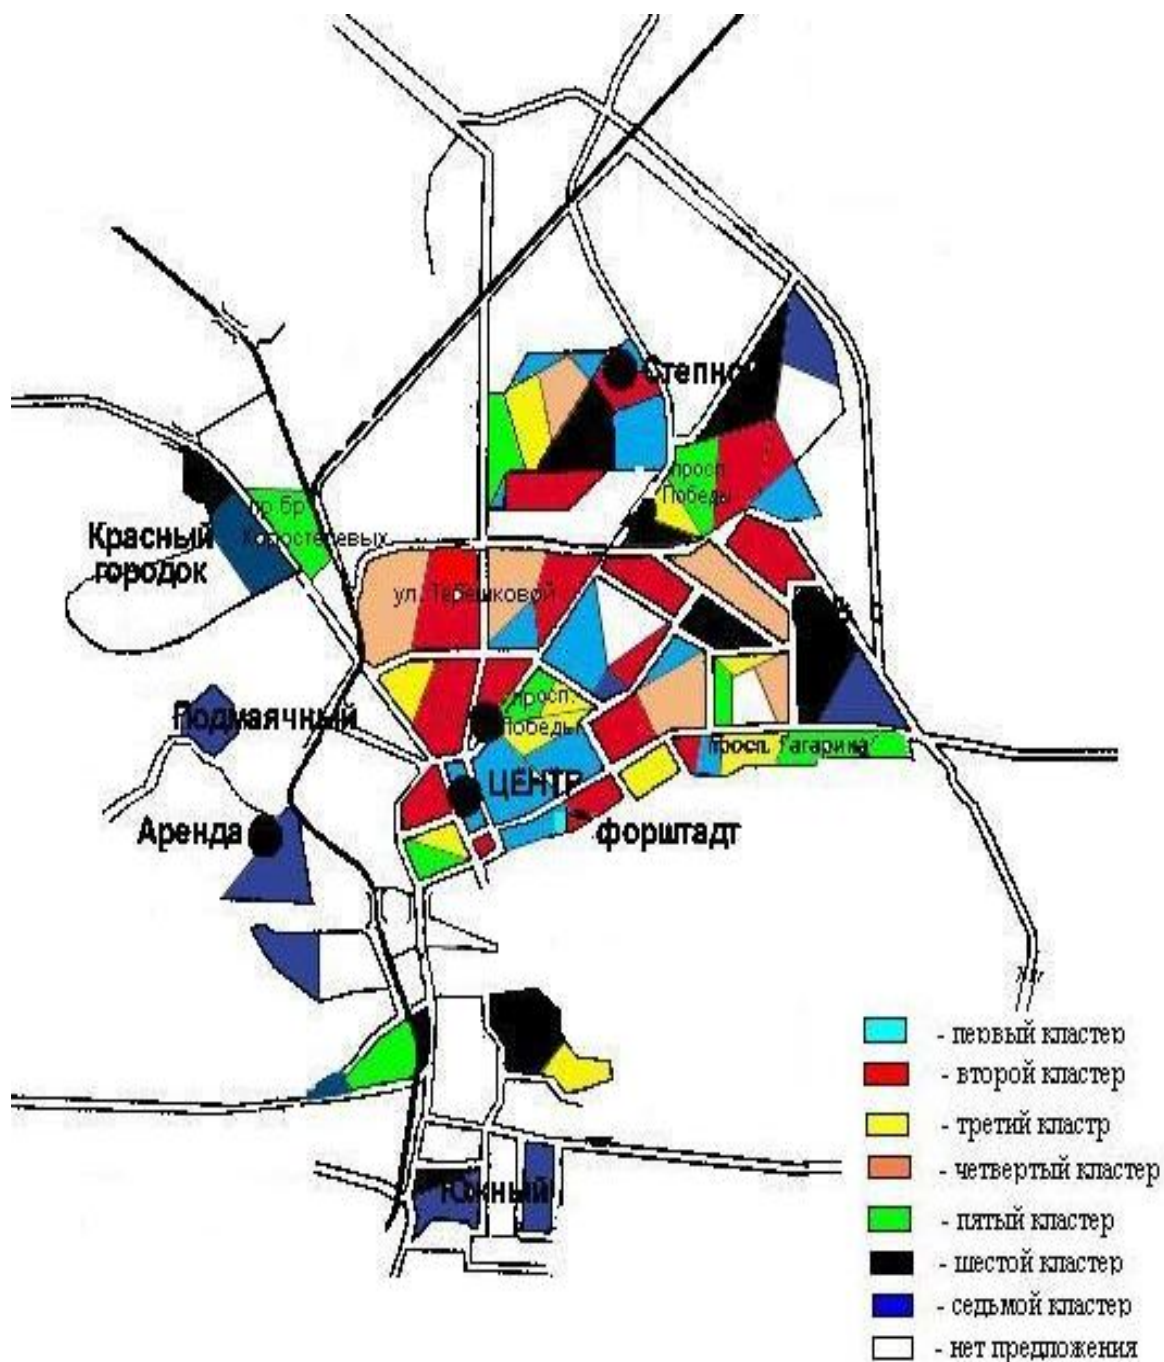 Степно
просп
Победы
пр бр
Коростелевых
Красный
городок
ул. Терешковой
просп.
Победы
Подмаячный
просп. Гагарина
ЦЕНТР
Аренда
форштадт
Южный
- первый кластер
- второй кластер
- третий кластр
- четвертый кластер
- пятый кластер
- шестой кластер
- седьмой кластер
- нет предложения